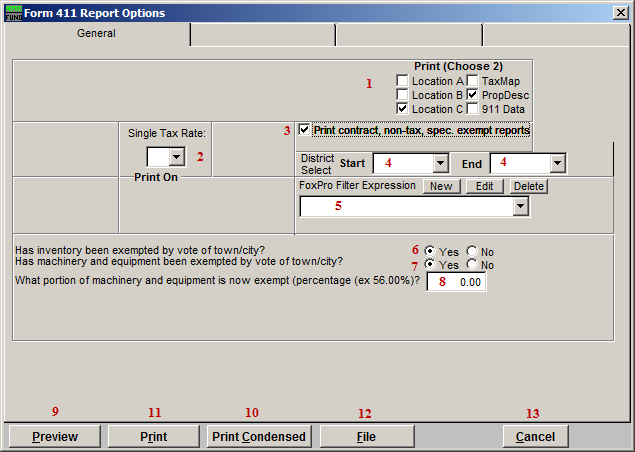 FUND
Form 411 Report Options
General
Print (Choose 2)
1
Location A TaxMap
Location B PropDesc
Location C 911 Data
Single Tax Rate:
3 Print contract, non-tax, spec. exempt reports
2
District Select Start 4 End 4
Print On
FoxPro Filter Expression New Edit Delete
5
Has inventory been exempted by vote of town/city? 6 Yes No
Has machinery and equipment been exempted by vote of town/city? 7 Yes No
What portion of machinery and equipment is now exempt (percentage (ex 56.00%)? 8 0.00
9 11 10 12 13
Preview Print Print Condensed File Cancel